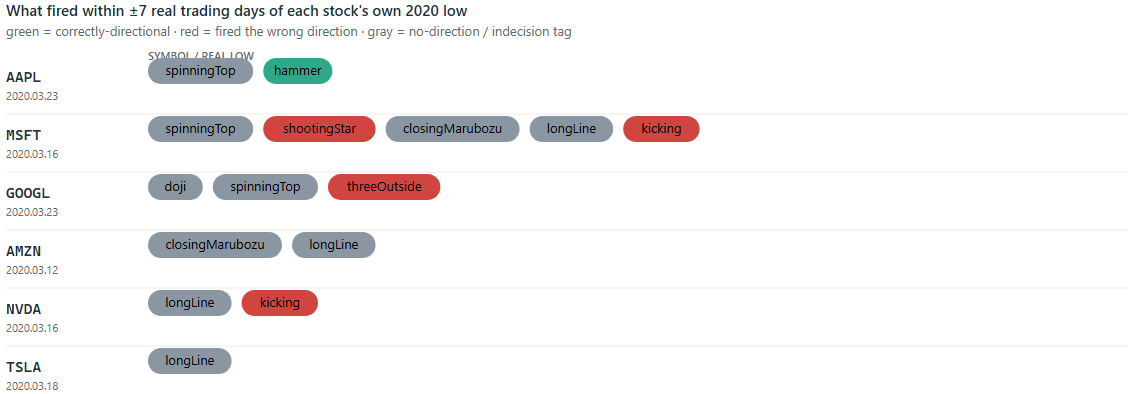 What fired within ±7 real trading days of each stock's own 2020 low
green = correctly-directional · red = fired the wrong direction · gray = no-direction / indecision tag
SYMBOL / REAL LOW
AAPL spinningTop hammer
2020.03.23
MSFT spinningTop shootingStar closingMarubozu longLine kicking
2020.03.16
GOOGL doji spinningTop threeOutside
2020.03.23
AMZN closingMarubozu longLine
2020.03.12
NVDA longLine kicking
2020.03.16
TSLA longLine
2020.03.18